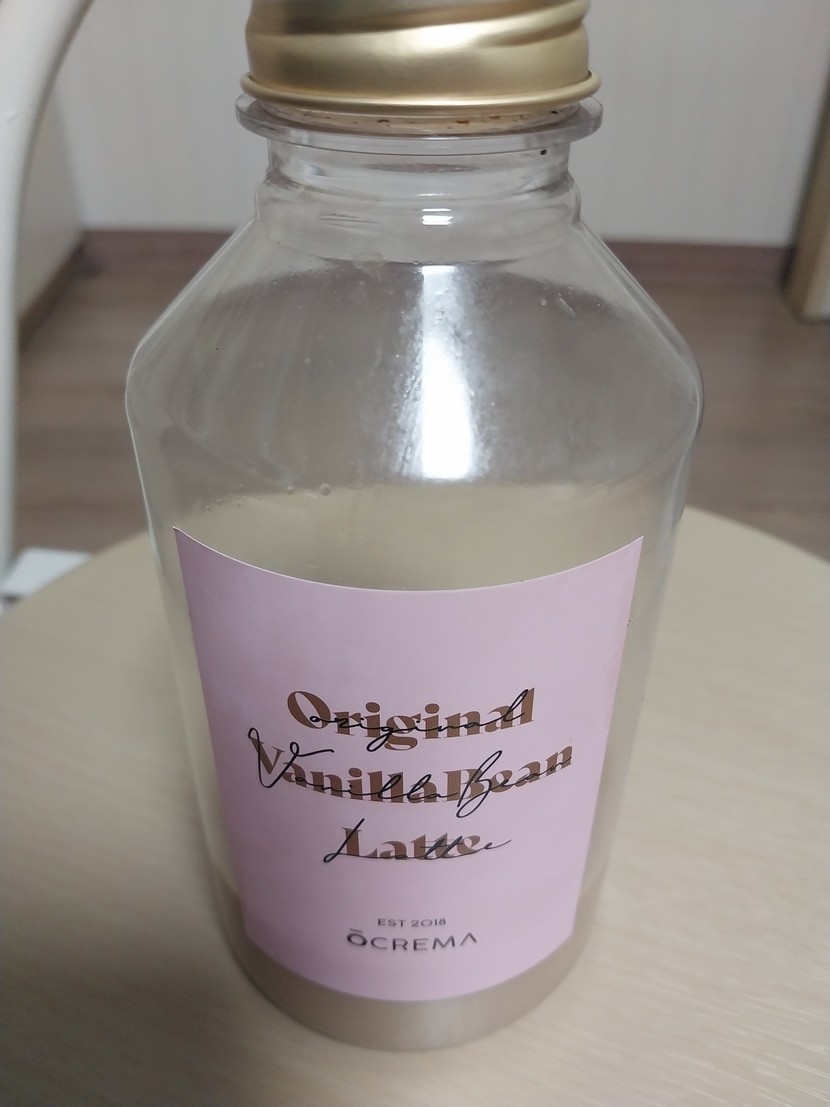 Original
original
Vanilla Bean
Vanilla Bean
Latte
Latte
EST 2018
ŌCREMA